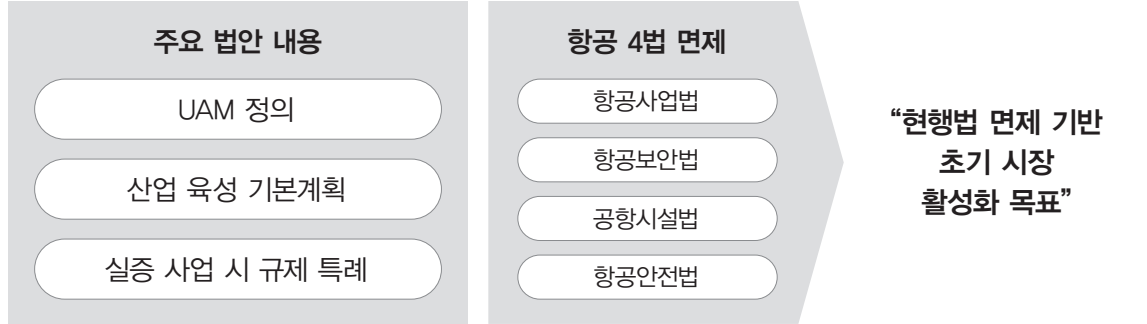 주요 법안 내용
UAM 정의
산업 육성 기본계획
실증 사업 시 규제 특례
항공 4법 면제
항공사업법
항공보안법
공항시설법
항공안전법
“현행법 면제 기반
초기 시장
활성화 목표”